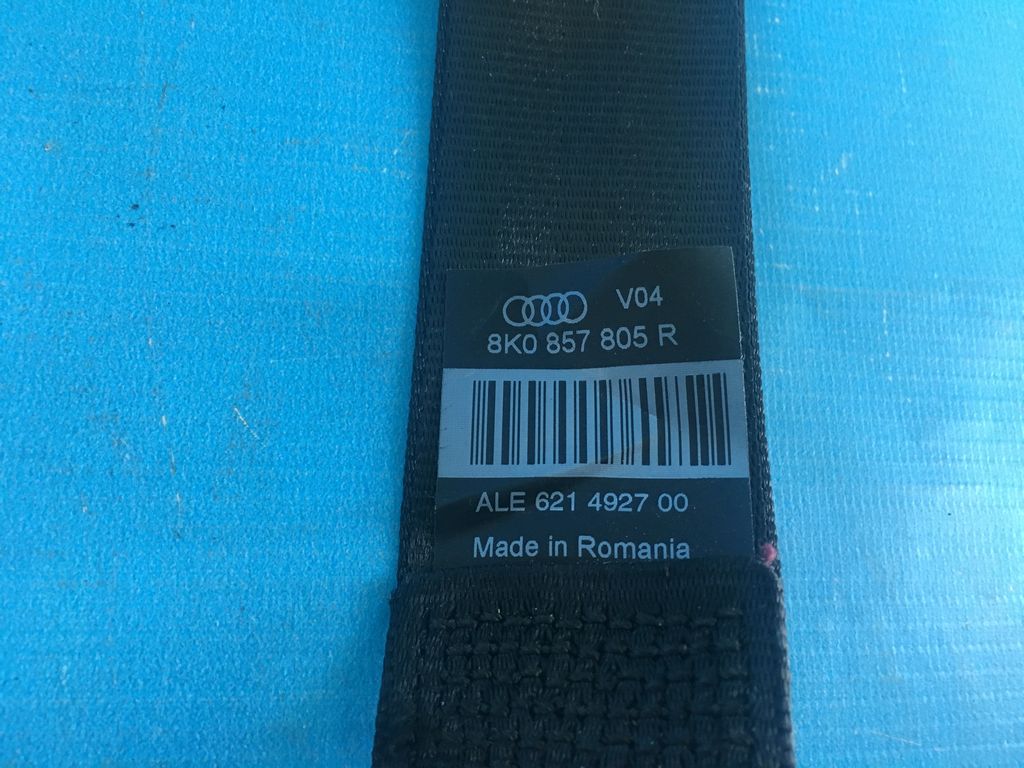 V04
8K0 857 805 R
ALE 621 4927 00
Made in Romania